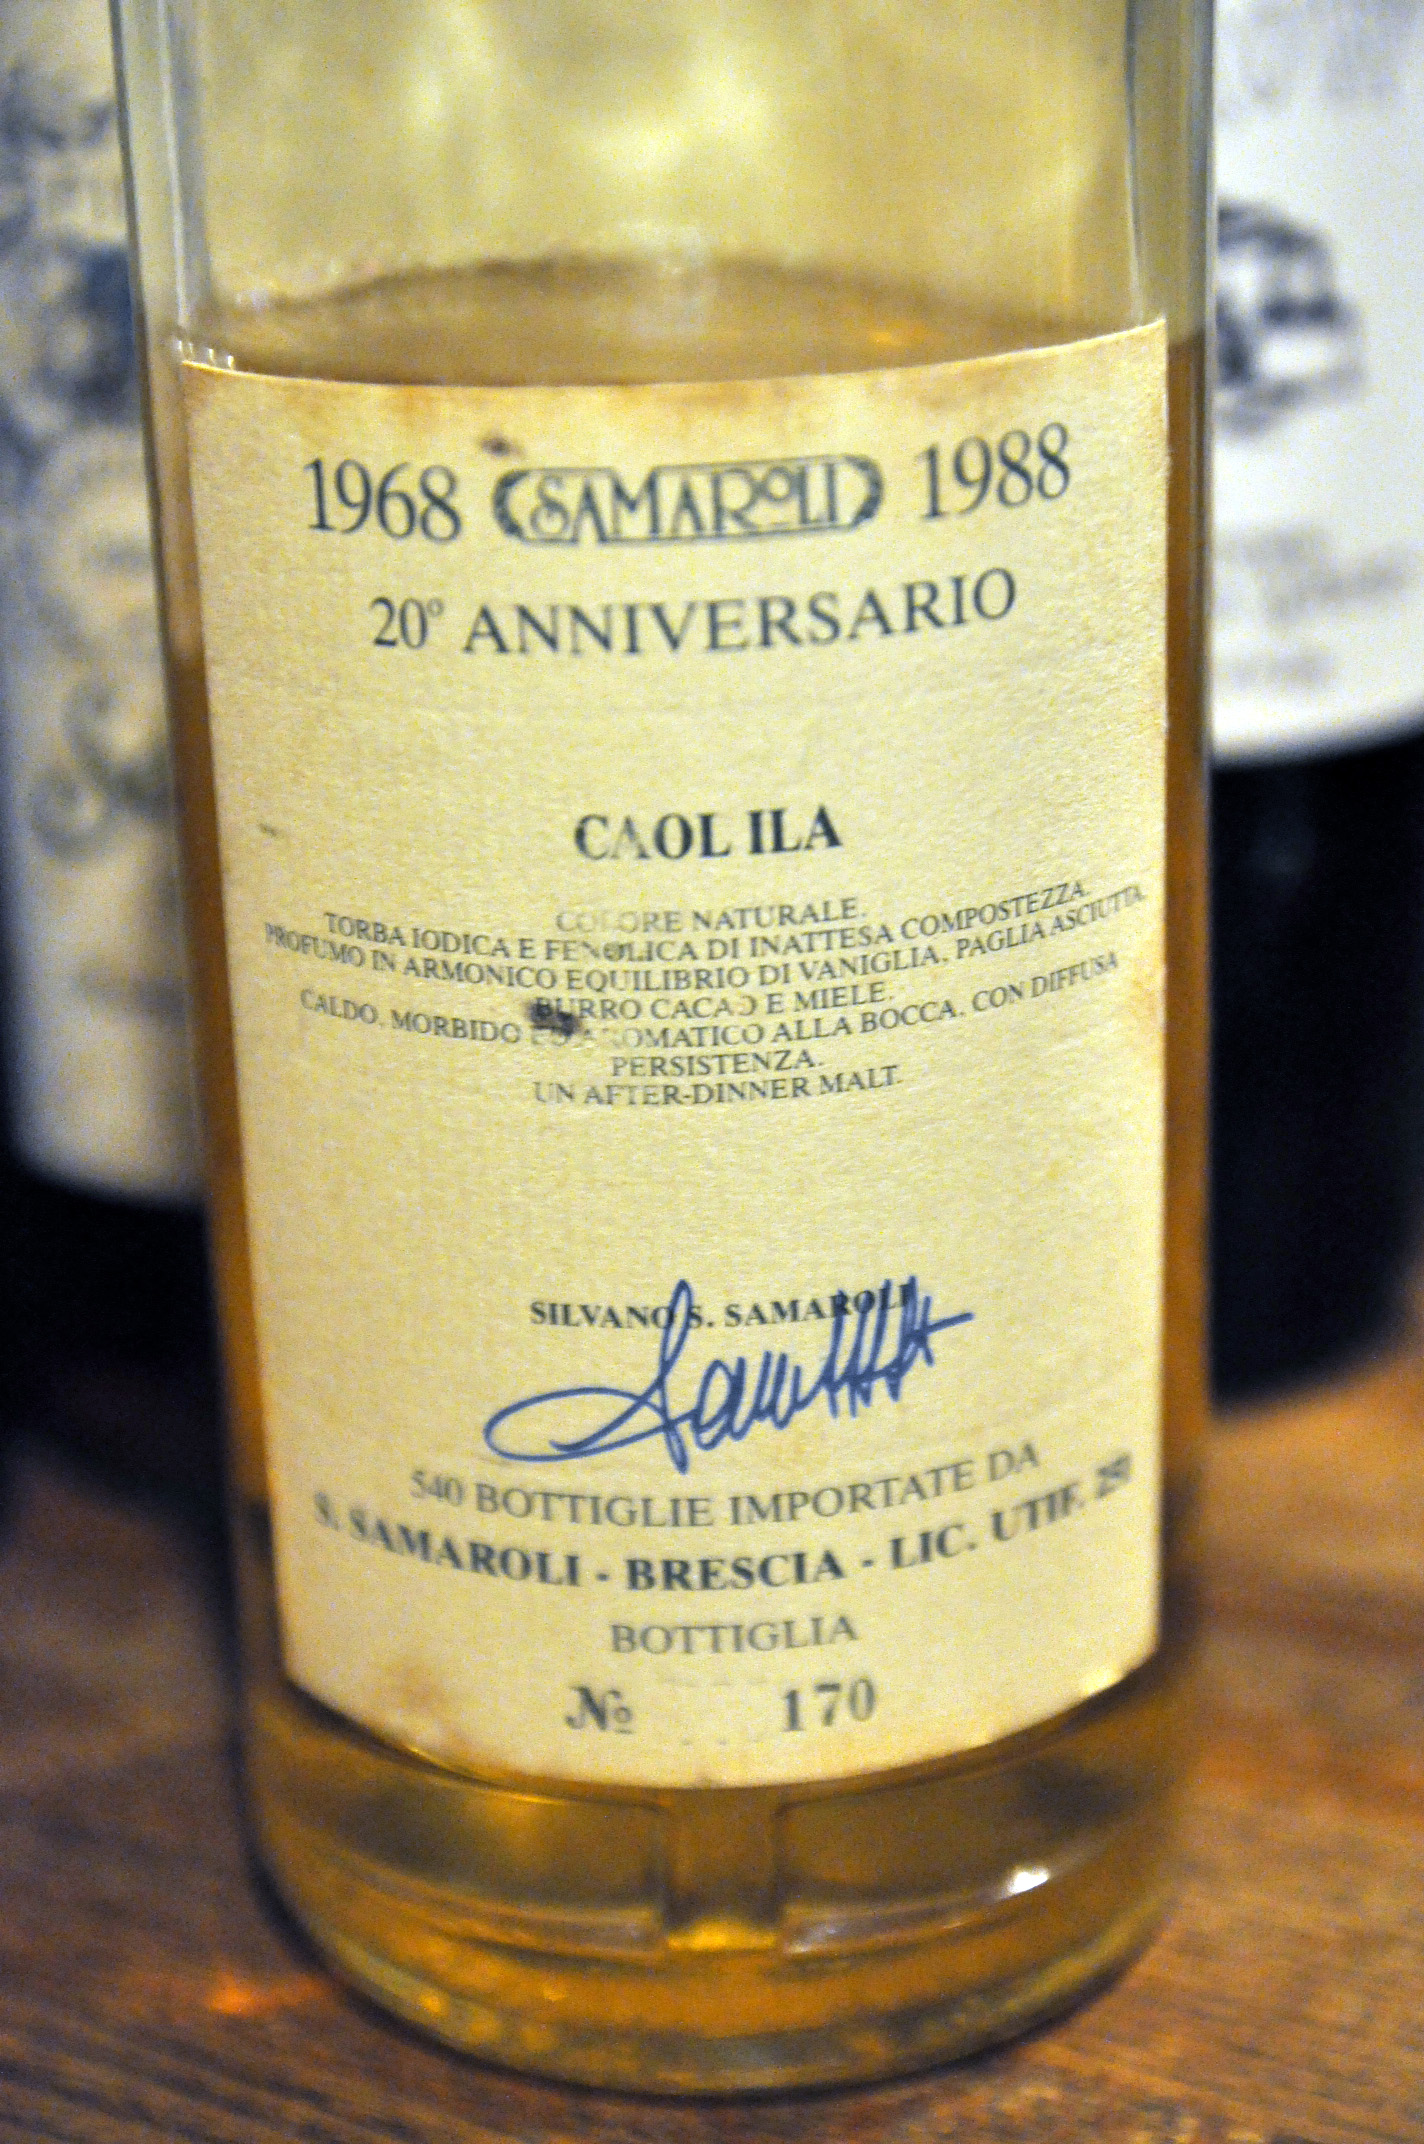 1968 SAMAROLI 1988
20° ANNIVERSARIO
CAOL ILA
COLORE NATURALE.
TORBA IODICA E FENOLICA DI INATTESA COMPOSTEZZA.
PROFUMO IN ARMONICO EQUILIBRIO DI VANIGLIA, PAGLIA ASCIUTTA,
BURRO CACAO E MIELE.
CALDO, MORBIDO ED AROMATICO ALLA BOCCA, CON DIFFUSA
PERSISTENZA.
UN AFTER-DINNER MALT.
SILVANO S. SAMAROLI
540 BOTTIGLIE IMPORTATE DA
S. SAMAROLI - BRESCIA - LIC. UTIF.
BOTTIGLIA
№ 170